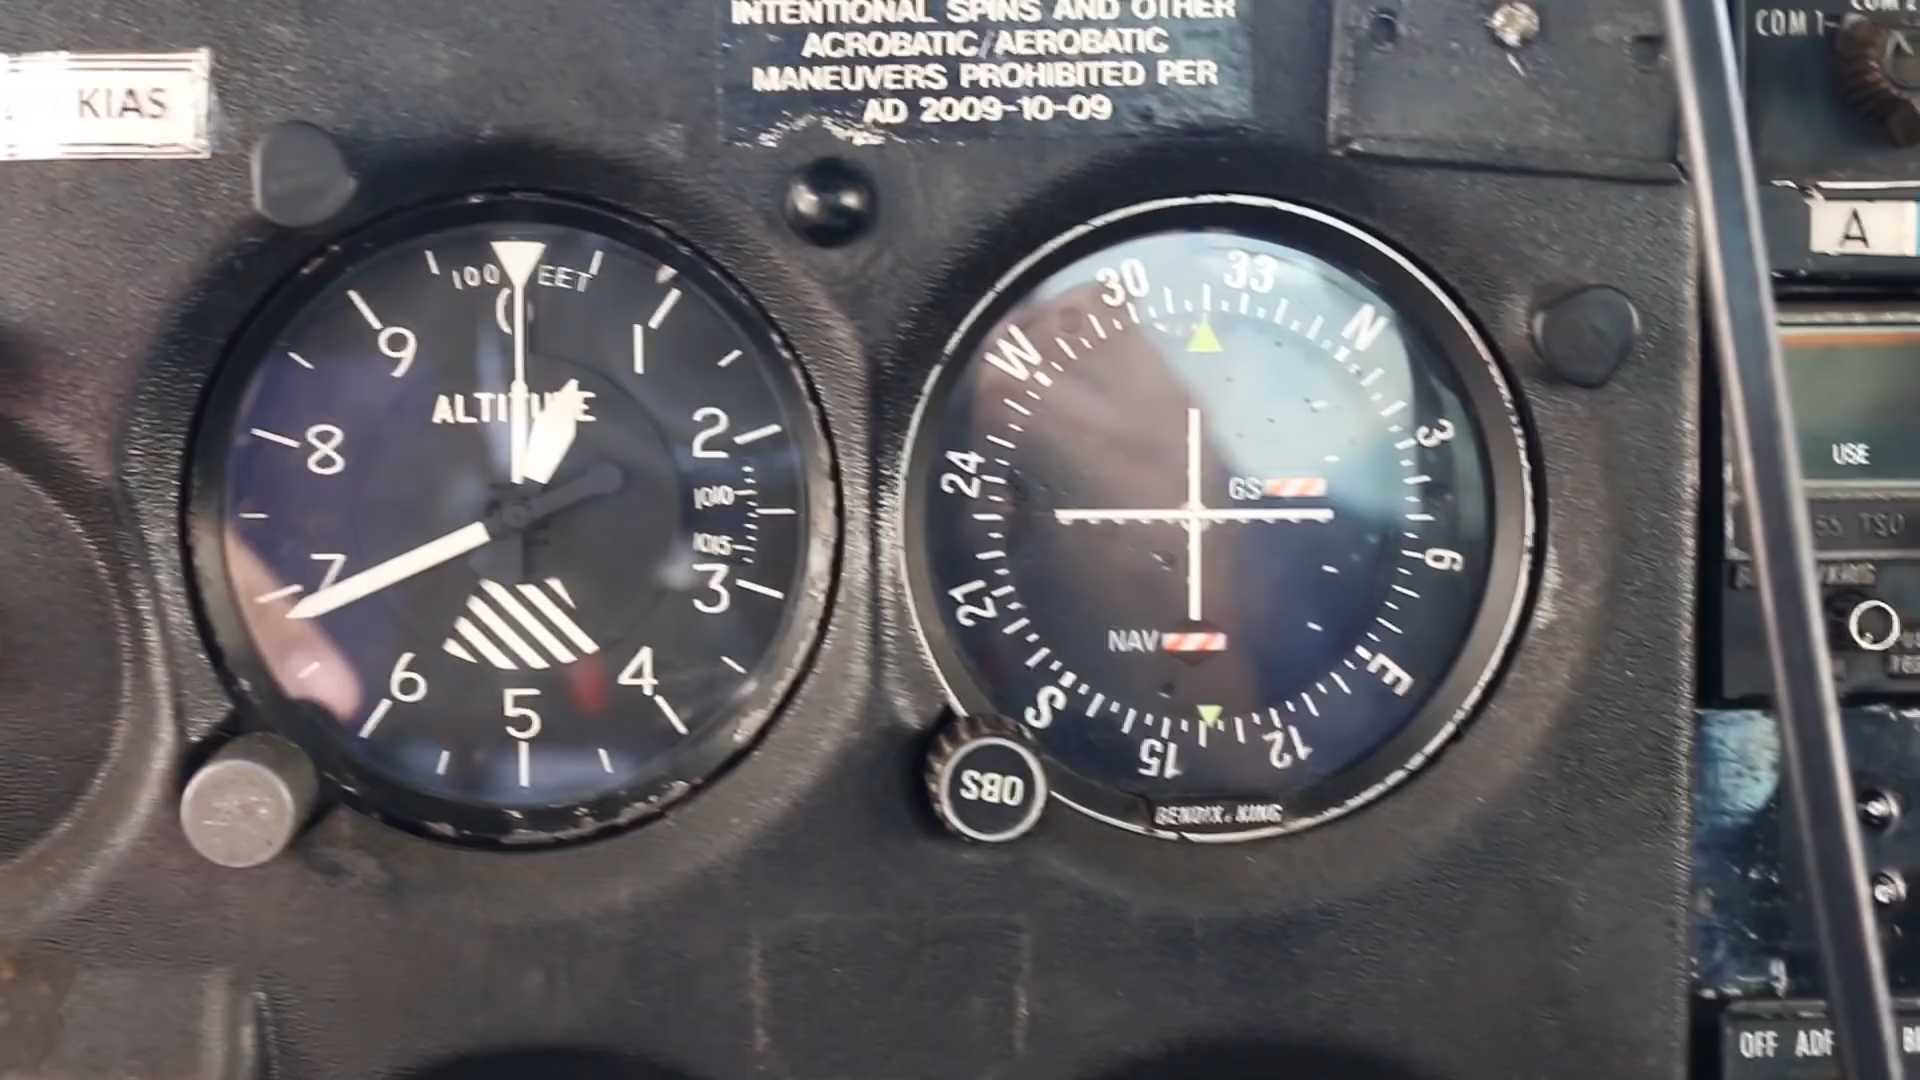 INTENTIONAL SPINS AND OTHER
ACROBATIC/AEROBATIC
MANEUVERS PROHIBITED PER
AD 2009-10-09
KIAS
COM 1
A
100 FEET
0
1
2
3
4
5
6
7
8
9
ALTITUDE
1010
1015
30
33
N
3
6
E
12
15
S
21
24
W
GS
NAV
OBS
BENDIX/KING
USE
TSO
OFF ADF